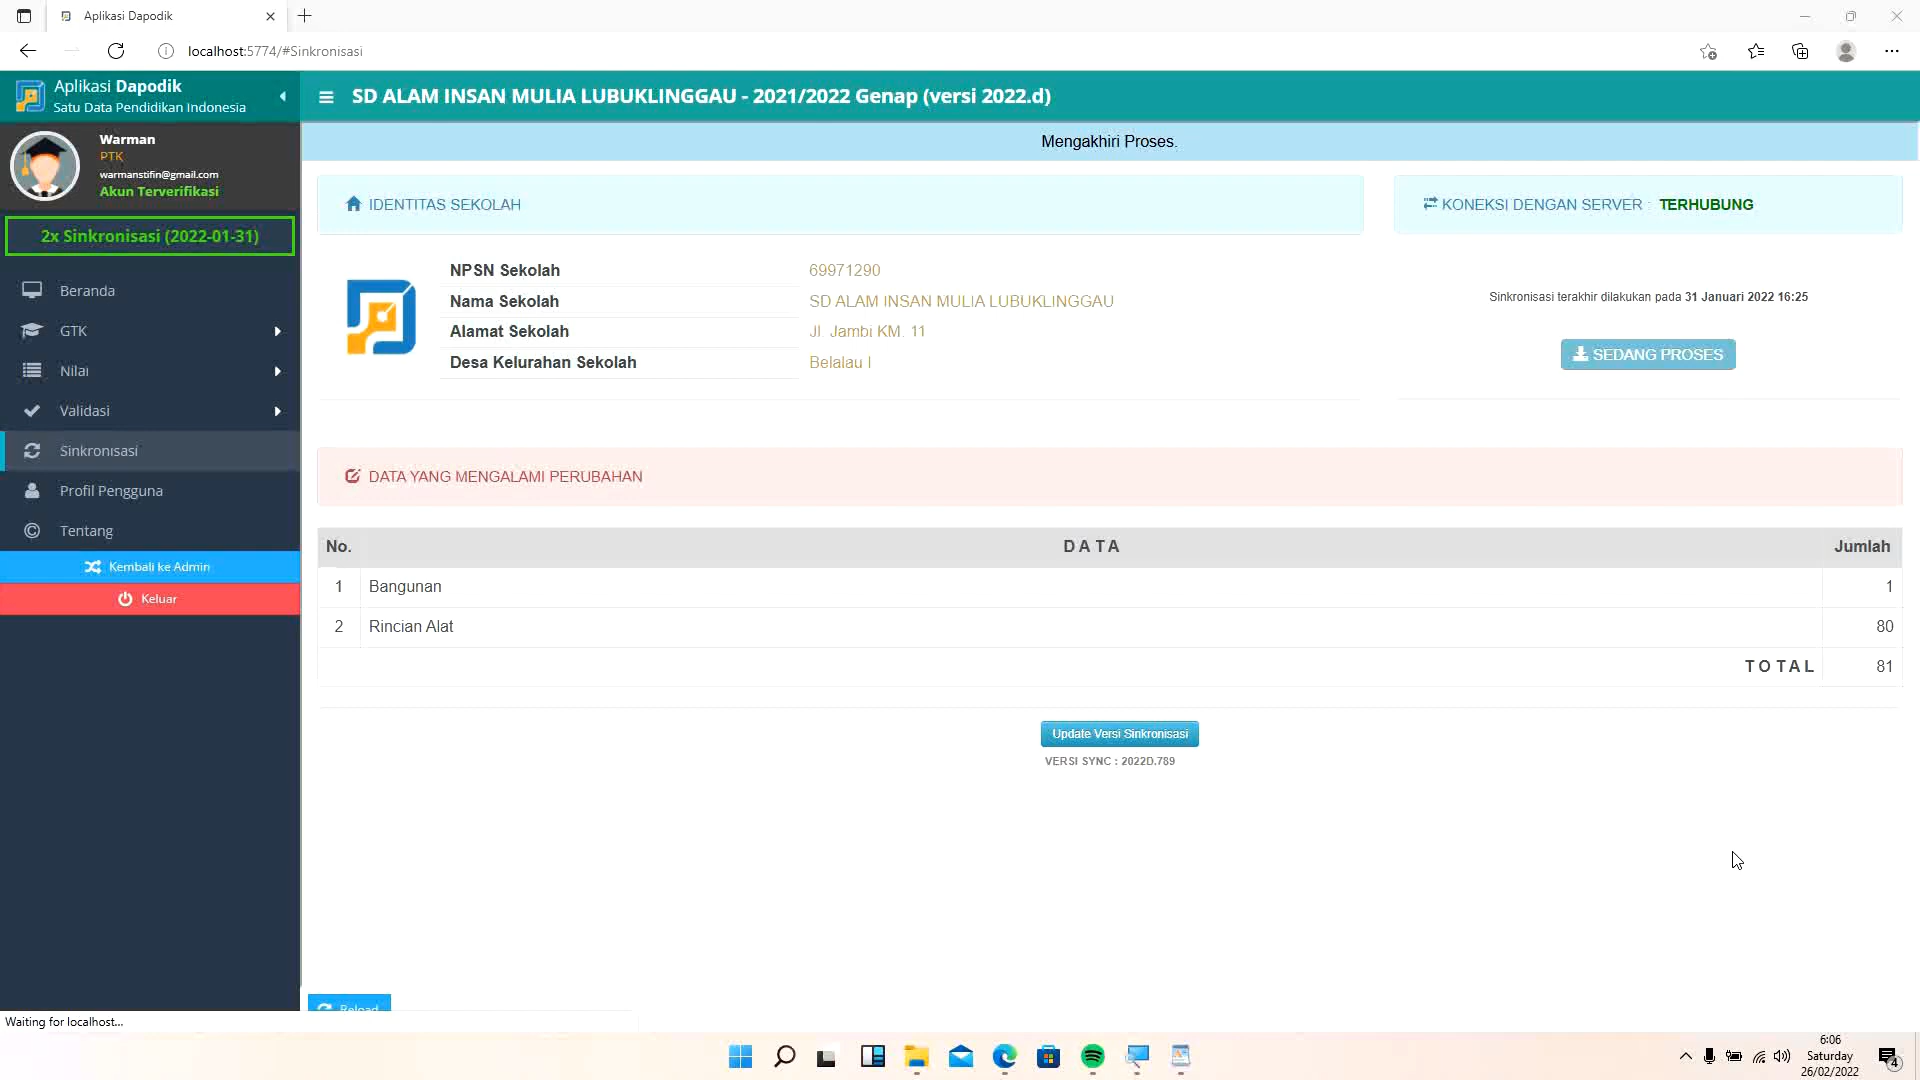 Aplikasi Dapodik
localhost:5774/#Sinkronisasi
Aplikasi Dapodik
Satu Data Pendidikan Indonesia
SD ALAM INSAN MULIA LUBUKLINGGAU - 2021/2022 Genap (versi 2022.d)
Warman
PTK
warmanstifin@gmail.com
Akun Terverifikasi
2x Sinkronisasi (2022-01-31)
Beranda
GTK
Nilai
Validasi
Sinkronisasi
Profil Pengguna
Tentang
Kembali ke Admin
Keluar
Mengakhiri Proses.
IDENTITAS SEKOLAH
KONEKSI DENGAN SERVER : TERHUBUNG
NPSN Sekolah 69971290
Nama Sekolah SD ALAM INSAN MULIA LUBUKLINGGAU
Alamat Sekolah Jl. Jambi KM. 11
Desa Kelurahan Sekolah Belalau I
Sinkronisasi terakhir dilakukan pada 31 Januari 2022 16:25
SEDANG PROSES
DATA YANG MENGALAMI PERUBAHAN
No. D A T A Jumlah
1 Bangunan 1
2 Rincian Alat 80
T O T A L 81
Update Versi Sinkronisasi
VERSI SYNC : 2022D.789
Reload
Waiting for localhost...
6:06
Saturday
26/02/2022
4